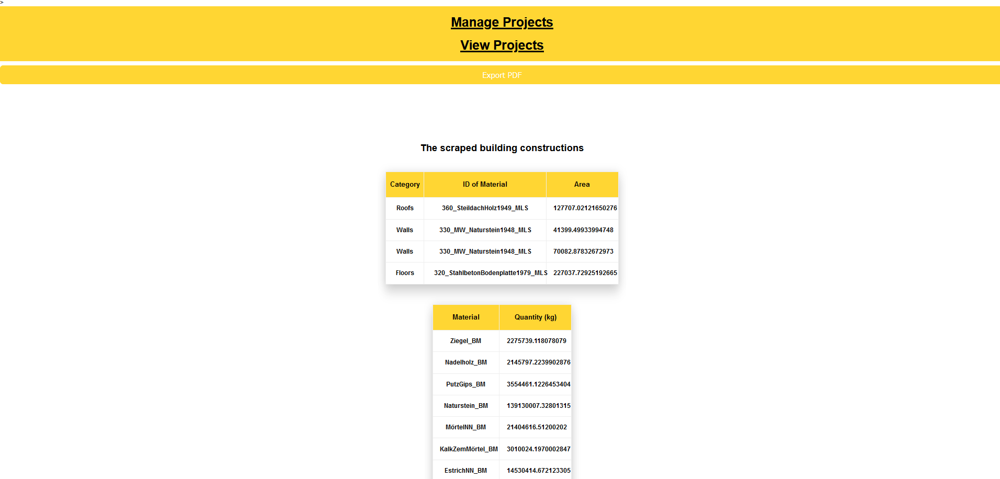 >
Manage Projects
View Projects
Export PDF
The scraped building constructions
Category ID of Material Area
Roofs 360_SteildachHolz1949_MLS 127707.02121650276
Walls 330_MW_Naturstein1948_MLS 41399.49933994748
Walls 330_MW_Naturstein1948_MLS 70082.87832672973
Floors 320_StahlbetonBodenplatte1979_MLS 227037.72925192665
Material Quantity (kg)
Ziegel_BM 2275739.118078079
Nadelholz_BM 2145797.2239902876
PutzGips_BM 3554461.1226453404
Naturstein_BM 139130007.32801315
MörtelNN_BM 21404616.51200202
KalkZemMörtel_BM 3010024.1970002847
EstrichNN_BM 14530414.672123305